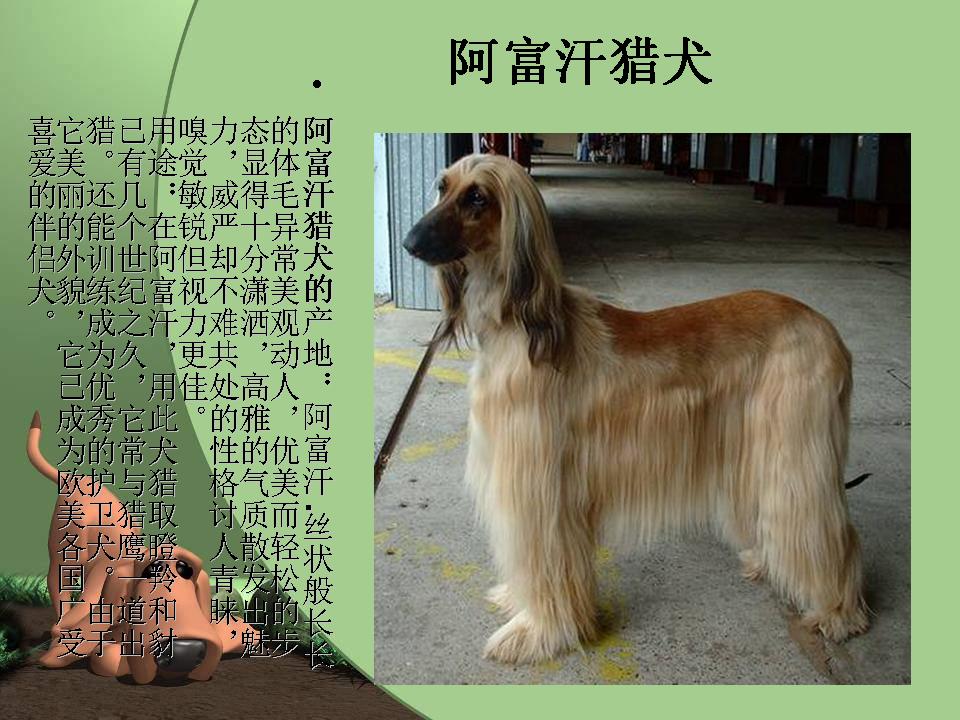 阿富汗猎犬
• 阿富汗猎犬的产地：阿富汗.丝状般长长
的体毛异常美观动人，优美而轻松的步
态显得十分潇洒，高雅的气质散发出魅
力，威严却不难共处的性格讨人青睐，
嗅觉敏锐但视力更佳。
用途：在阿富汗，用此犬猎取瞪羚和豺
已有几个世纪之久，它常与猎鹰一道出
猎。还能训练成为优秀的护卫犬。由于
它美丽的外貌，它已成为欧美各国广受
喜爱的伴侣犬。